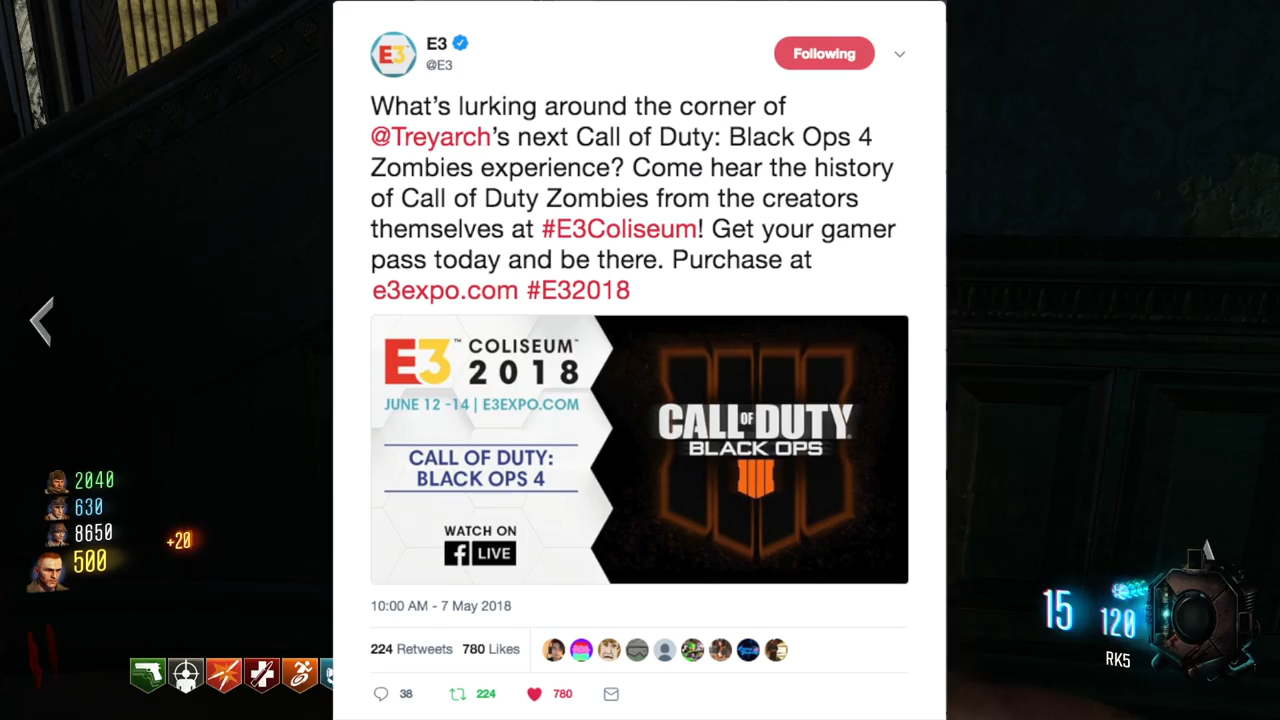 E3
@E3
Following
What's lurking around the corner of
@Treyarch's next Call of Duty: Black Ops 4
Zombies experience? Come hear the history
of Call of Duty Zombies from the creators
themselves at #E3Coliseum! Get your gamer
pass today and be there. Purchase at
e3expo.com #E32018
E3™ COLISEUM™
2018
JUNE 12 -14 | E3EXPO.COM
CALL OF DUTY:
BLACK OPS 4
WATCH ON
f LIVE
CALL OF DUTY®
BLACK OPS
IIII
10:00 AM - 7 May 2018
224 Retweets 780 Likes
38 224 780
2040
630
8650
500
+20
15 120
RK5